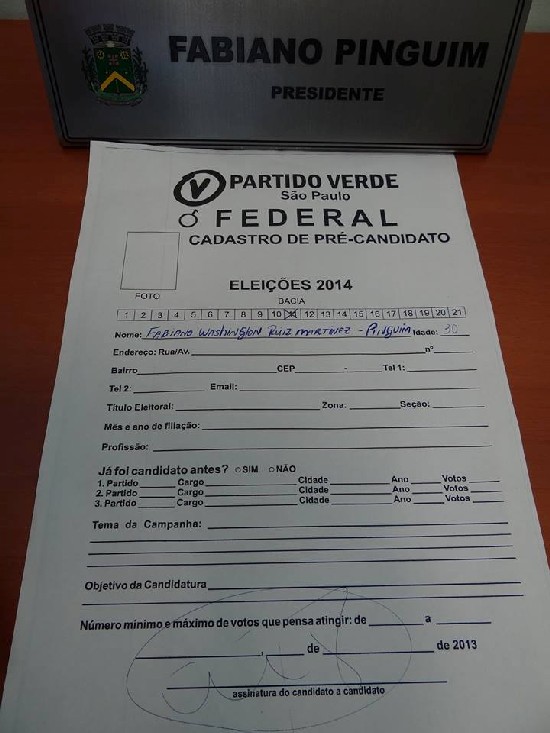 FABIANO PINGUIM
PRESIDENTE
V PARTIDO VERDE
São Paulo
♂ FEDERAL
CADASTRO DE PRÉ-CANDIDATO
FOTO
ELEIÇÕES 2014
BACIA
1 2 3 4 5 6 7 8 9 10 11 12 13 14 15 16 17 18 19 20 21
Nome: FABIANO WASHINGTON RUIZ MARTINEZ - PINGUIM Idade: 30
Endereço: Rua/Av. nº
Bairro CEP - Tel 1:
Tel 2: Email:
Título Eleitoral: Zona: Seção:
Mês e ano de filiação:
Profissão:
Já foi candidato antes? ○ SIM ○ NÃO
1. Partido Cargo Cidade Ano Votos
2. Partido Cargo Cidade Ano Votos
3. Partido Cargo Cidade Ano Votos
Tema da Campanha:
Objetivo da Candidatura
Número mínimo e máximo de votos que pensa atingir: de a
, de de 2013
assinatura do candidato a candidato